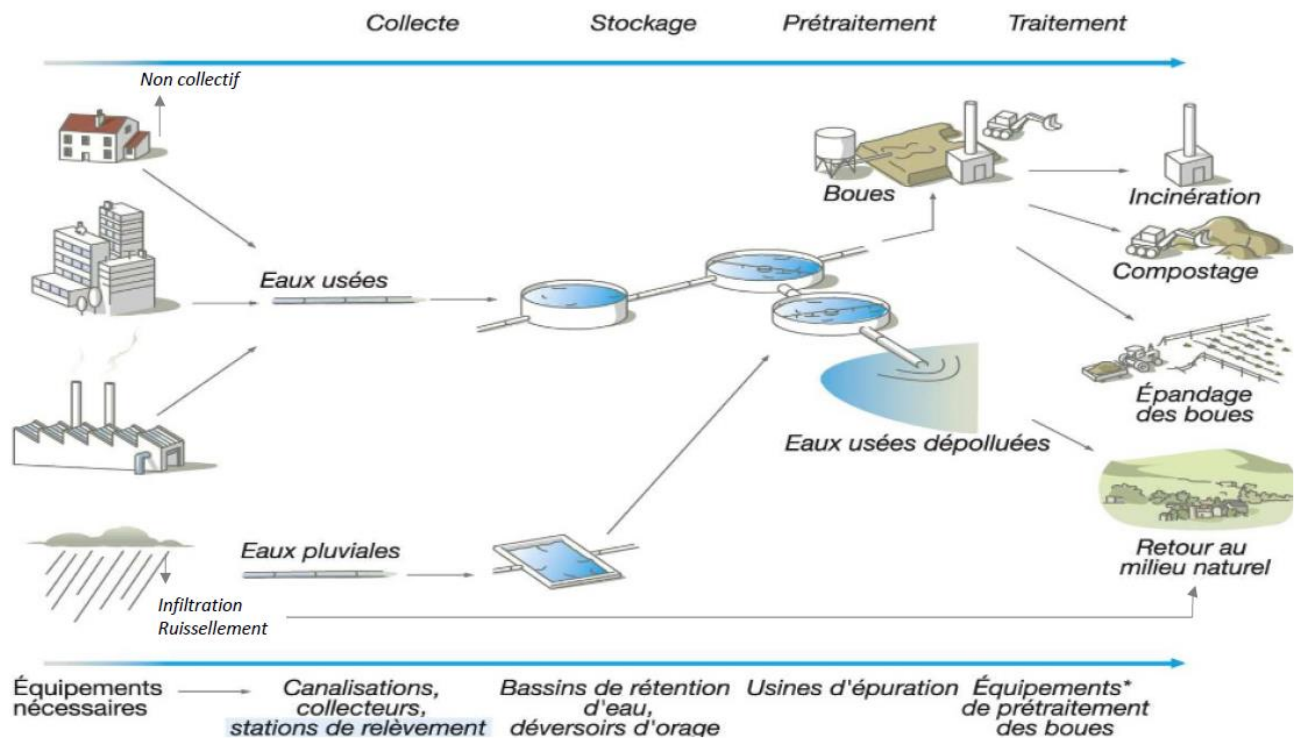 Collecte Stockage Prétraitement Traitement
Non collectif
Eaux usées
Boues
Incinération
Compostage
Épandage
des boues
Eaux usées dépolluées
Eaux pluviales
Retour au
milieu naturel
Infiltration
Ruissellement
Équipements
nécessaires
Canalisations,
collecteurs,
stations de relèvement
Bassins de rétention
d'eau,
déversoirs d'orage
Usines d'épuration
Équipements*
de prétraitement
des boues